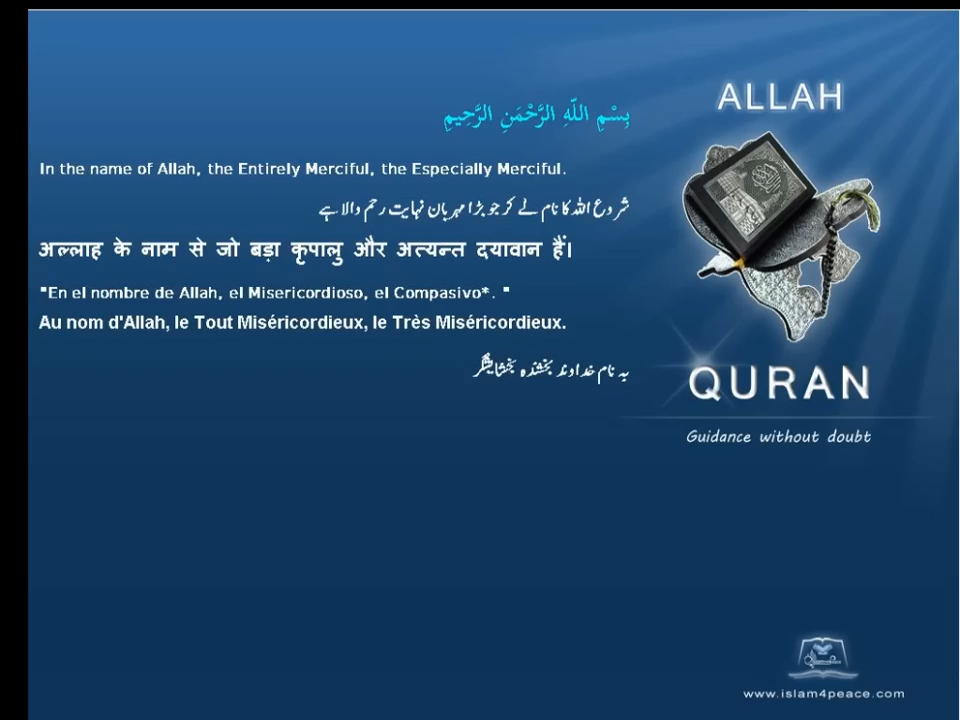 بِسْمِ اللَّهِ الرَّحْمَنِ الرَّحِيمِ
In the name of Allah, the Entirely Merciful, the Especially Merciful.
شروع الله کا نام لے کر جو بڑا مہربان نہایت رحم والا ہے
अल्लाह के नाम से जो बड़ा कृपालु और अत्यन्त दयावान हैं।
"En el nombre de Allah, el Misericordioso, el Compasivo*. "
Au nom d'Allah, le Tout Miséricordieux, le Très Miséricordieux.
به نام خداوند بخشنده بخشایشگر
ALLAH
QURAN
Guidance without doubt
www.islam4peace.com